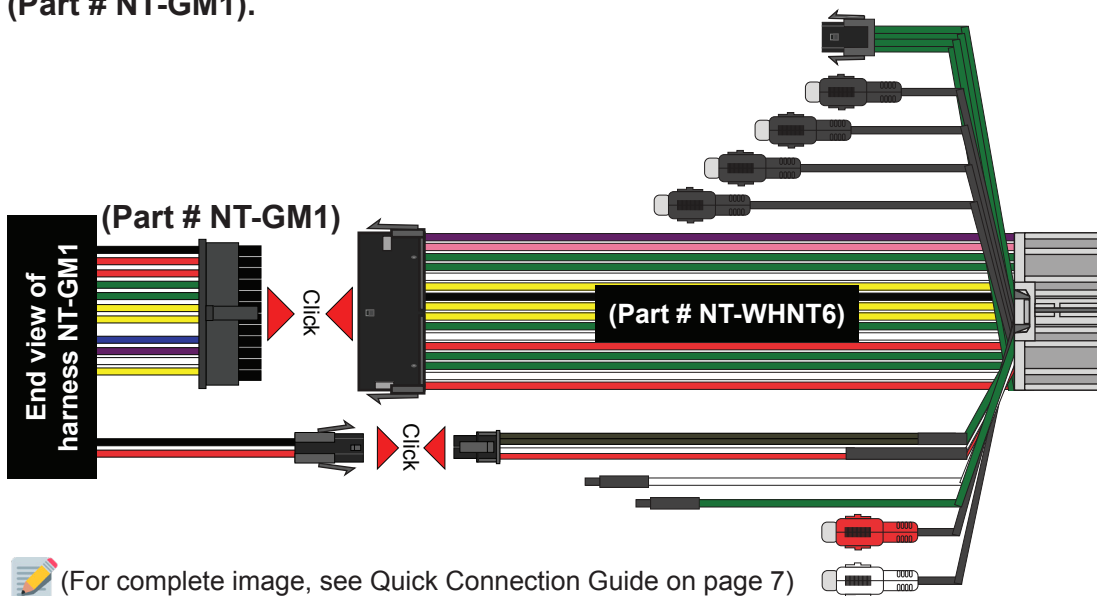 (Part # NT-GM1).
(Part # NT-GM1)
End view of
harness NT-GM1
Click
(Part # NT-WHNT6)
Click
(For complete image, see Quick Connection Guide on page 7)